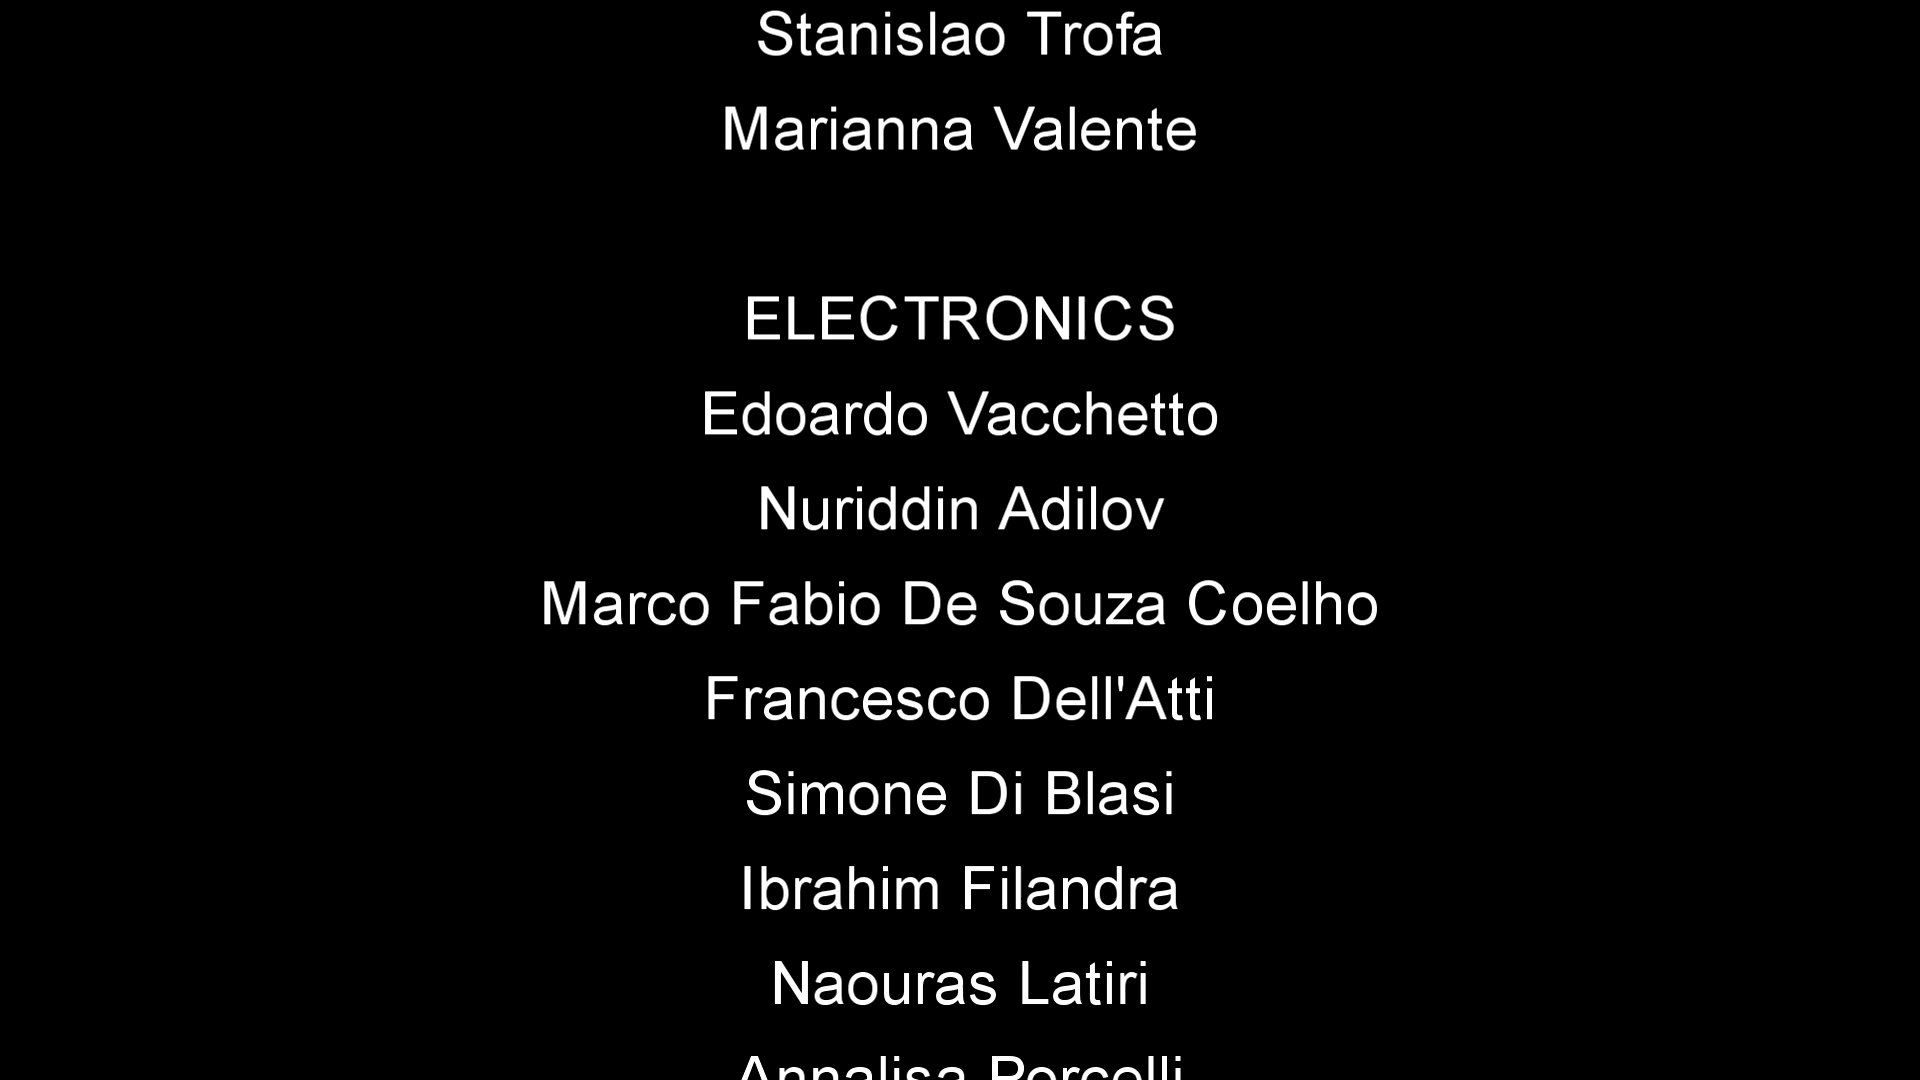 Stanislao Trofa
Marianna Valente
ELECTRONICS
Edoardo Vacchetto
Nuriddin Adilov
Marco Fabio De Souza Coelho
Francesco Dell'Atti
Simone Di Blasi
Ibrahim Filandra
Naouras Latiri
Annalisa